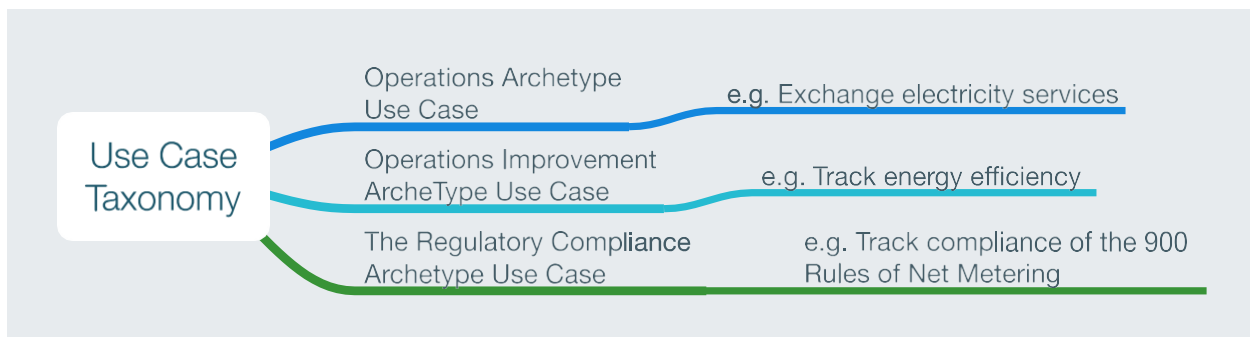 Use Case
Taxonomy
Operations Archetype
Use Case
e.g. Exchange electricity services
Operations Improvement
ArcheType Use Case
e.g. Track energy efficiency
The Regulatory Compliance
Archetype Use Case
e.g. Track compliance of the 900
Rules of Net Metering